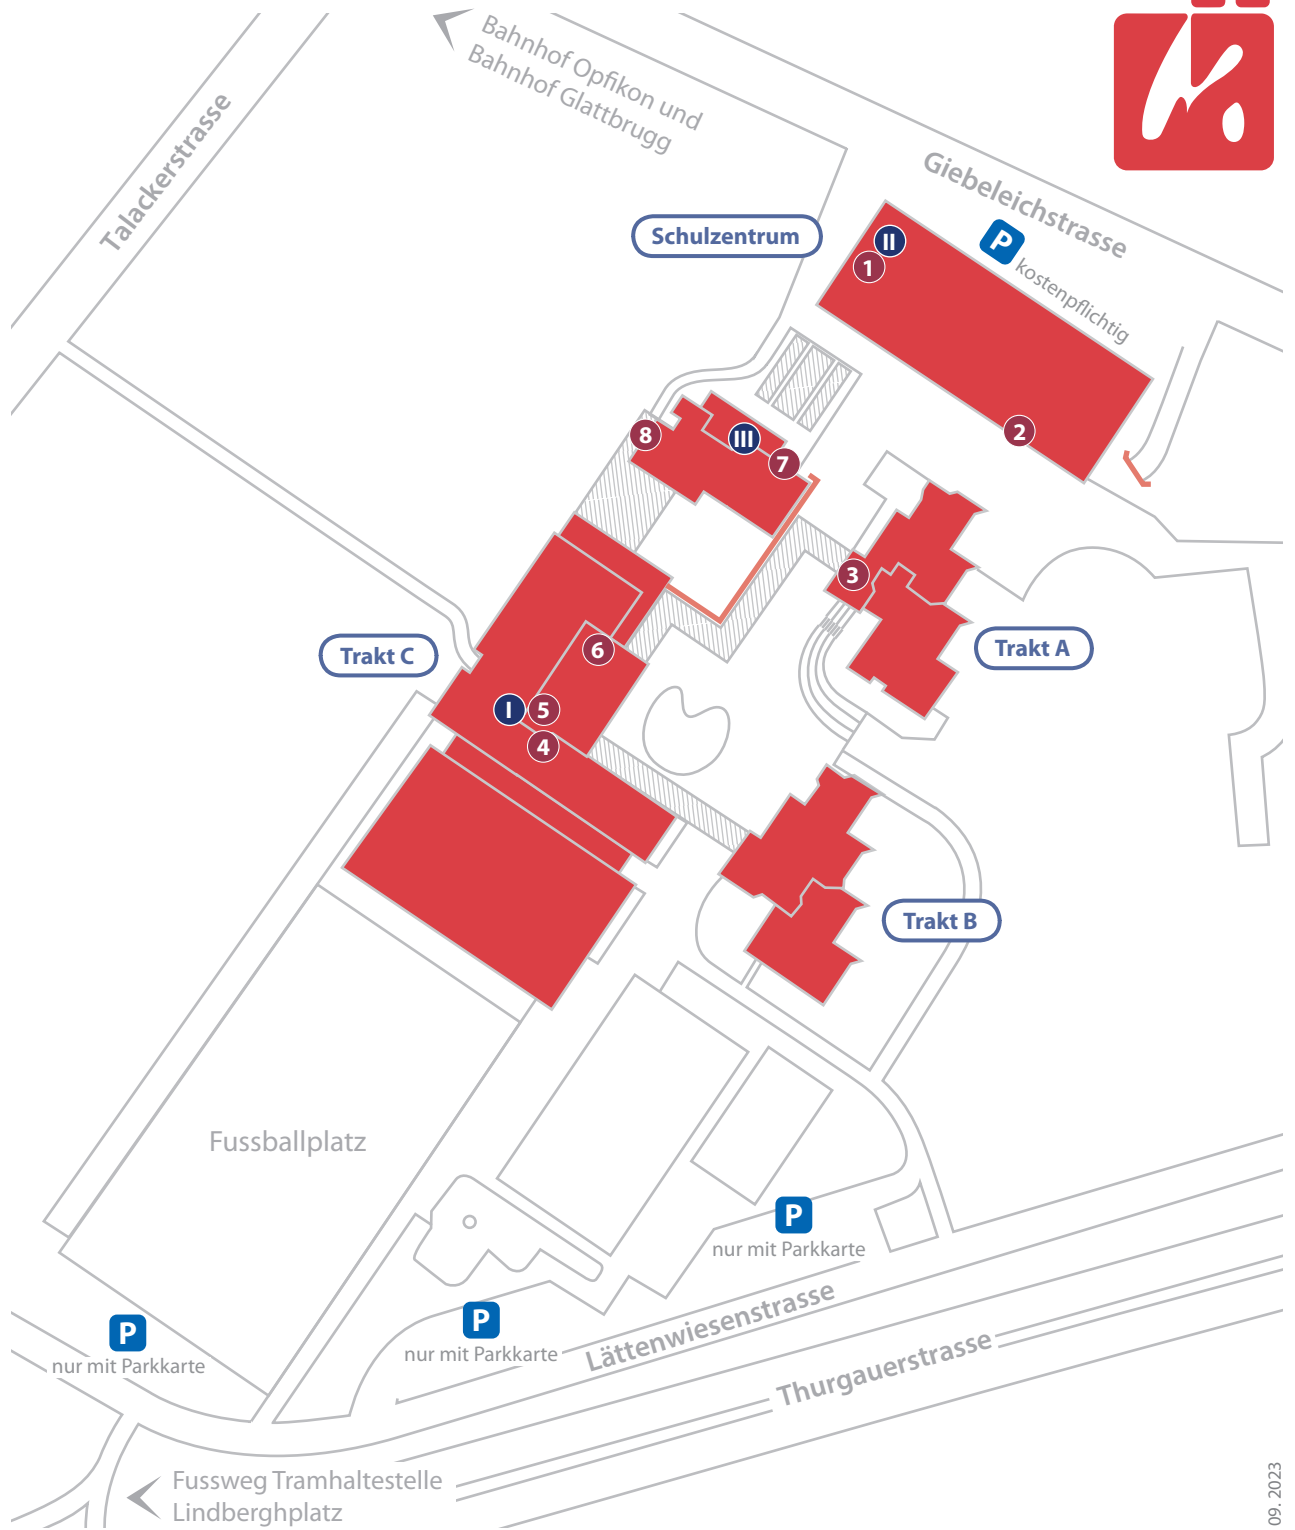 Bahnhof Opfikon und
Bahnhof Glattbrugg
Talackerstrasse
Giebeleichstrasse
Schulzentrum
P
kostenpflichtig
II
1
2
8
III
7
3
Trakt A
Trakt C
6
I
5
4
Trakt B
Fussballplatz
P
nur mit Parkkarte
P
nur mit Parkkarte
P
nur mit Parkkarte
Lättenwiesenstrasse
Thurgauerstrasse
Fussweg Tramhaltestelle
Lindberghplatz
09. 2023